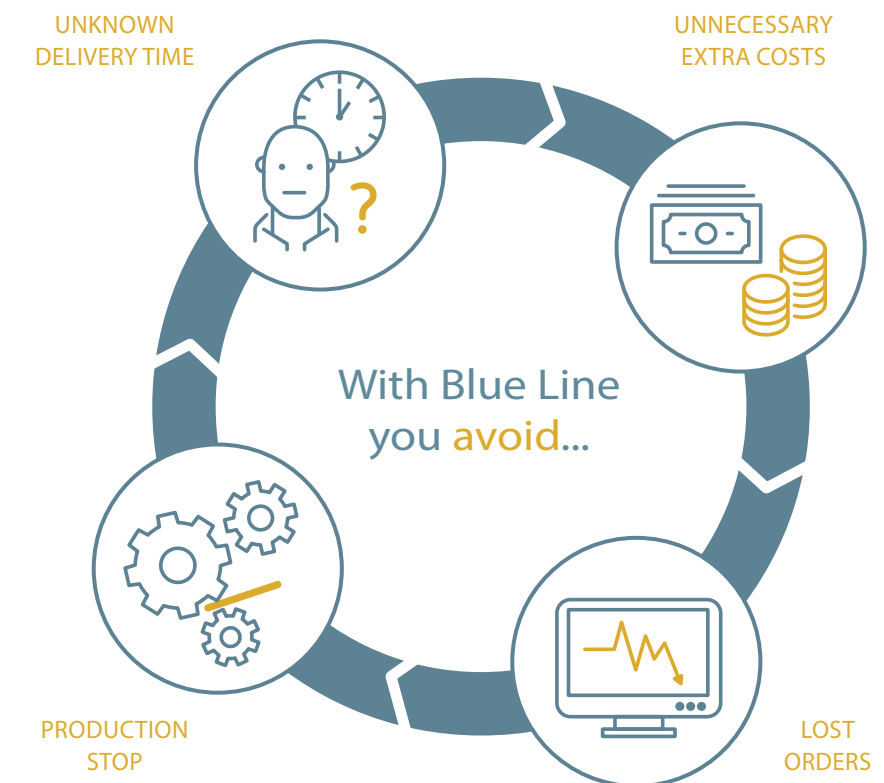 UNKNOWN
DELIVERY TIME
UNNECESSARY
EXTRA COSTS
?
With Blue Line
you avoid...
PRODUCTION
STOP
LOST
ORDERS